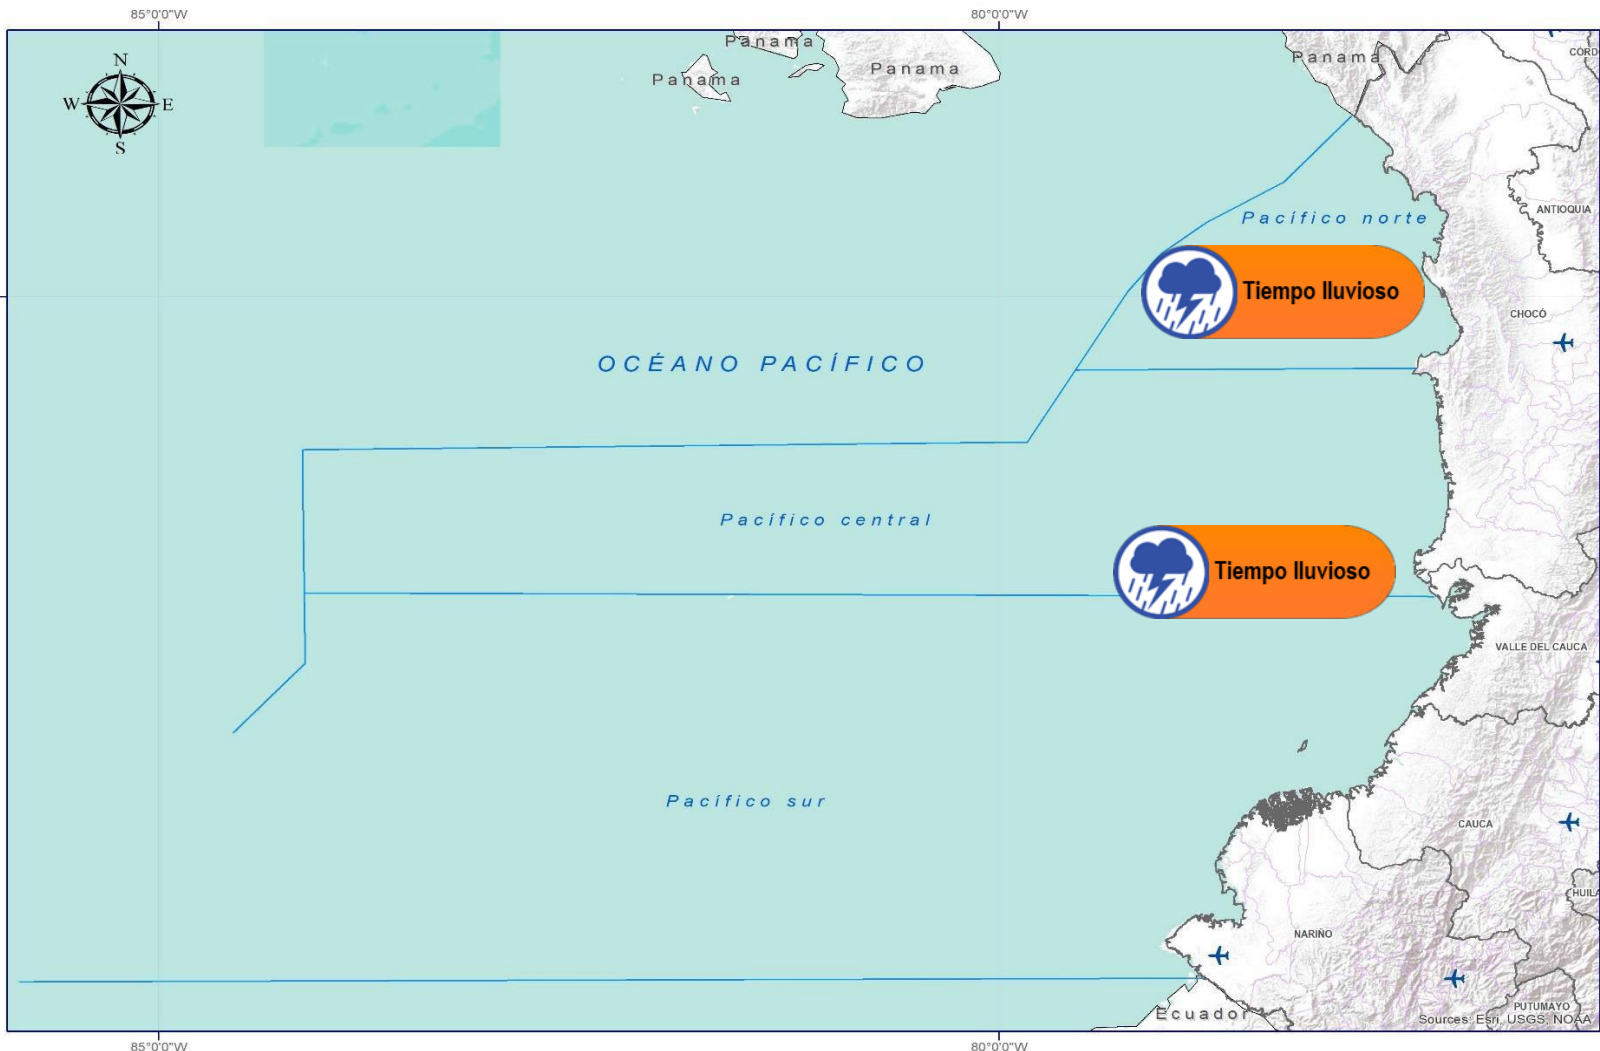 85°0'0"W 80°0'0"W
N
W E
S
Panama
Panama
Panama
Panama
CÓRD
Pacífico norte
ANTIOQUIA
Tiempo lluvioso
CHOCÓ
OCÉANO PACÍFICO
Pacífico central
Tiempo lluvioso
VALLE DEL CAUCA
Pacífico sur
CAUCA
HUILA
NARIÑO
PUTUMAYO
Ecuador
Sources: Esri, USGS, NOAA
85°0'0"W 80°0'0"W